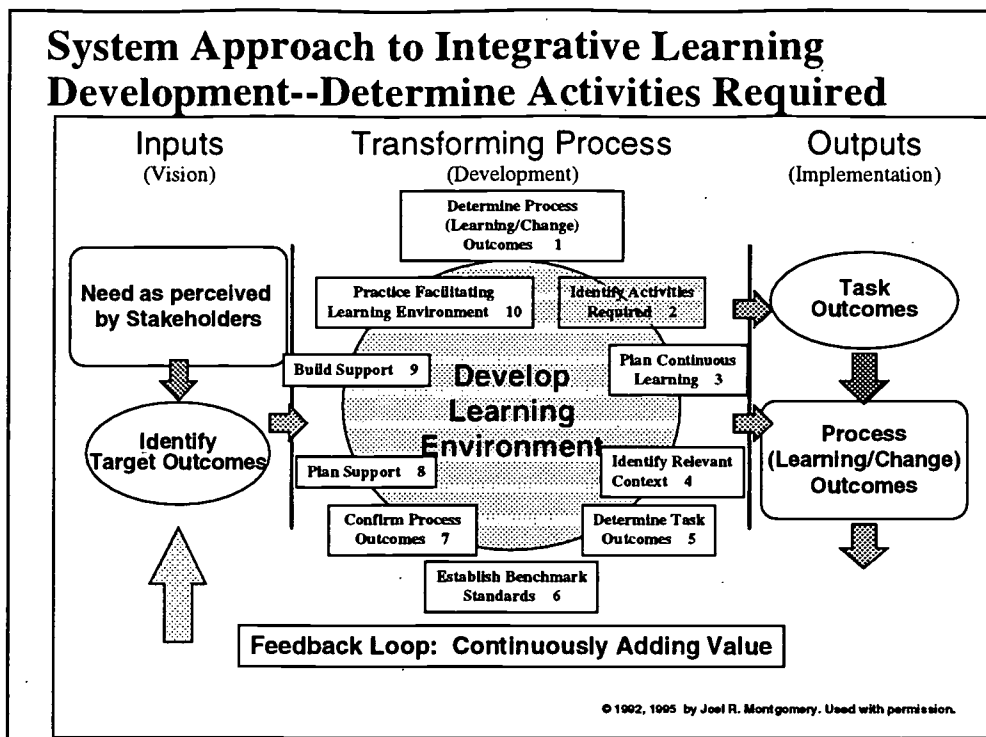 System Approach to Integrative Learning
Development--Determine Activities Required
Inputs
(Vision)
Transforming Process
(Development)
Outputs
(Implementation)
Need as perceived
by Stakeholders
Identify
Target Outcomes
Determine Process
(Learning/Change)
Outcomes 1
Identify Activities
Required 2
Plan Continuous
Learning 3
Identify Relevant
Context 4
Determine Task
Outcomes 5
Establish Benchmark
Standards 6
Confirm Process
Outcomes 7
Plan Support 8
Build Support 9
Practice Facilitating
Learning Environment 10
Develop
Learning
Environment
Task
Outcomes
Process
(Learning/Change)
Outcomes
Feedback Loop: Continuously Adding Value
© 1992, 1995 by Joel R. Montgomery. Used with permission.